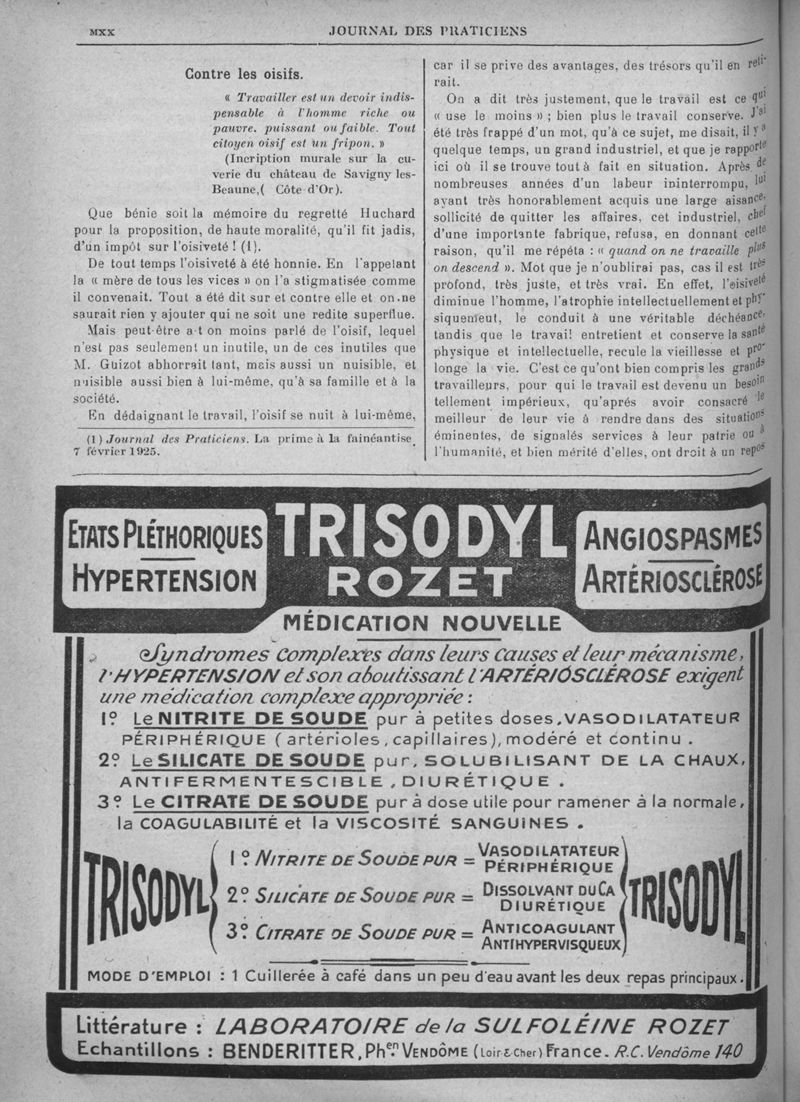 MXX
JOURNAL DES PRATICIENS
Contre les oisifs.
« Travailler est un devoir indis-
pensable à l'homme riche ou
pauvre, puissant ou faible. Tout
citoyen oisif est un fripon. »
(Incription murale sur la cu-
verie du château de Savigny les-
Beaune,( Côte d'Or).
Que bénie soit la mémoire du regretté Huchard
pour la proposition, de haute moralité, qu'il fit jadis,
d'un impôt sur l'oisiveté ! (1).
De tout temps l'oisiveté à été honnie. En l'appelant
la « mère de tous les vices » on l'a stigmatisée comme
il convenait. Tout a été dit sur et contre elle et on.ne
saurait rien y ajouter qui ne soit une redite superflue.
Mais peut-être a-t on moins parlé de l'oisif, lequel
n'est pas seulement un inutile, un de ces inutiles que
M. Guizot abhorrait tant, mais aussi un nuisible, et
nuisible aussi bien à lui-même, qu'à sa famille et à la
société.
En dédaignant le travail, l'oisif se nuit à lui-même,
(1) Journal des Praticiens. La prime à la fainéantise
7 février 1925.
car il se prive des avantages, des trésors qu'il en reti-
rait.
On a dit très justement, que le travail est ce qui
« use le moins » ; bien plus le travail conserve. J'ai
été très frappé d'un mot, qu'à ce sujet, me disait, il y a
quelque temps, un grand industriel, et que je rapporte
ici où il se trouve tout à fait en situation. Après de
nombreuses années d'un labeur ininterrompu, lui
ayant très honorablement acquis une large aisance,
sollicité de quitter les affaires, cet industriel, chef
d'une importante fabrique, refusa, en donnant cette
raison, qu'il me répéta : « quand on ne travaille plus
on descend ». Mot que je n'oublirai pas, cas il est très
profond, très juste, et très vrai. En effet, l'oisiveté
diminue l'homme, l'atrophie intellectuellement et phy-
siquement, le conduit à une véritable déchéance,
tandis que le travail entretient et conserve la santé
physique et intellectuelle, recule la vieillesse et pro-
longe la vie. C'est ce qu'ont bien compris les grands
travailleurs, pour qui le travail est devenu un besoin
tellement impérieux, qu'aprés avoir consacré le
meilleur de leur vie à rendre dans des situations
éminentes, de signalés services à leur patrie ou à
l'humanité, et bien mérité d'elles, ont droit à un repos
ETATS PLÉTHORIQUES
HYPERTENSION
TRISODYL
ROZET
ANGIOSPASMES
ARTÉRIOSCLÉROSE
MÉDICATION NOUVELLE
Syndromes complexes dans leurs causes et leur mécanisme,
l'HYPERTENSION et son aboutissant l'ARTÉRIÓSCLÉROSE exigent
une médication complexe appropriée :
1º Le NITRITE DE SOUDE pur à petites doses, VASODILATATEUR
PÉRIPHÉRIQUE (artérioles, capillaires), modéré et continu.
2º Le SILICATE DE SOUDE pur, SOLUBILISANT DE LA CHAUX,
ANTIFERMENTESCIBLE, DIURÉTIQUE.
3º Le CITRATE DE SOUDE pur à dose utile pour ramener à la normale,
la COAGULABILITÉ et la VISCOSITÉ SANGUINES.
TRISODYL
1º NITRITE DE SOUDE PUR = VASODILATATEUR PÉRIPHÉRIQUE
2º SILICATE DE SOUDE PUR = DISSOLVANT DU CA DIURÉTIQUE
3º CITRATE DE SOUDE PUR = ANTICOAGULANT ANTIHYPERVISQUEUX
TRISODYL
MODE D'EMPLOI : 1 Cuillerée à café dans un peu d'eau avant les deux repas principaux.
Littérature : LABORATOIRE de la SULFOLÉINE ROZET
Echantillons : BENDERITTER, Phen. VENDÔME (Loir & Cher) France. R.C. Vendôme 140